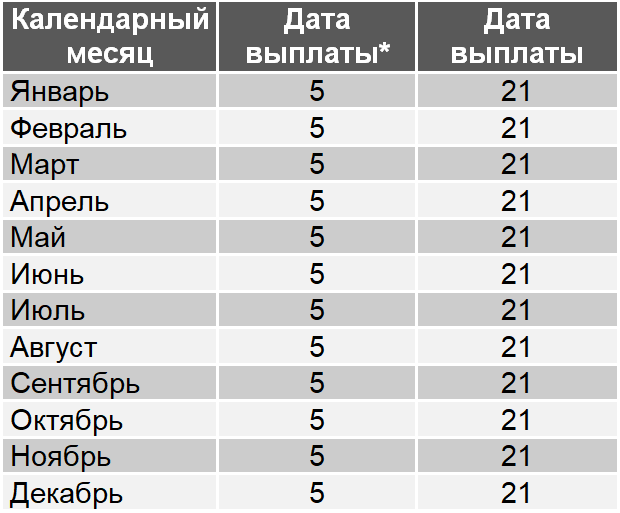 Календарный месяц Дата выплаты* Дата выплаты
Январь 5 21
Февраль 5 21
Март 5 21
Апрель 5 21
Май 5 21
Июнь 5 21
Июль 5 21
Август 5 21
Сентябрь 5 21
Октябрь 5 21
Ноябрь 5 21
Декабрь 5 21